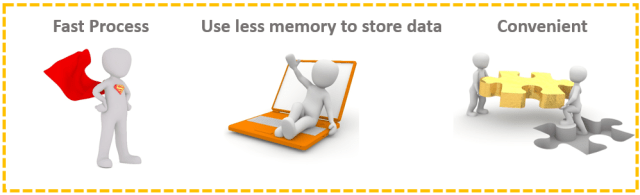 Fast Process
Use less memory to store data
Convenient